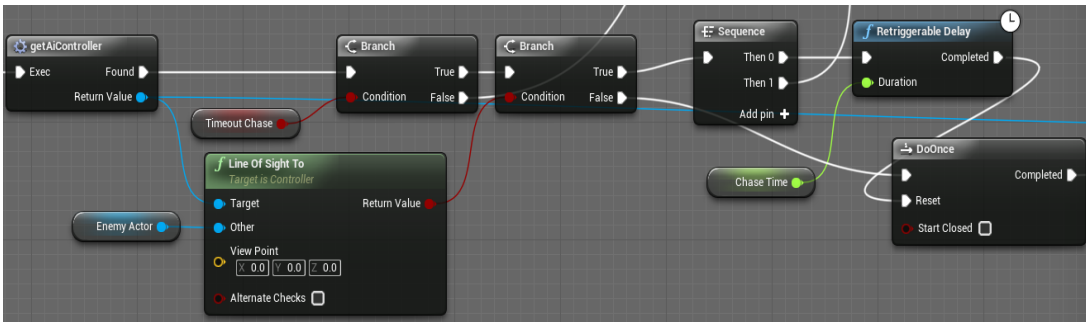 getAiController
Exec
Found
Return Value
Timeout Chase
Branch
True
Condition
False
Branch
True
Condition
False
f Line Of Sight To
Target is Controller
Target
Return Value
Other
View Point
X 0.0 Y 0.0 Z 0.0
Alternate Checks
Enemy Actor
Sequence
Then 0
Then 1
Add pin +
Chase Time
f Retriggerable Delay
Completed
Duration
DoOnce
Completed
Reset
Start Closed